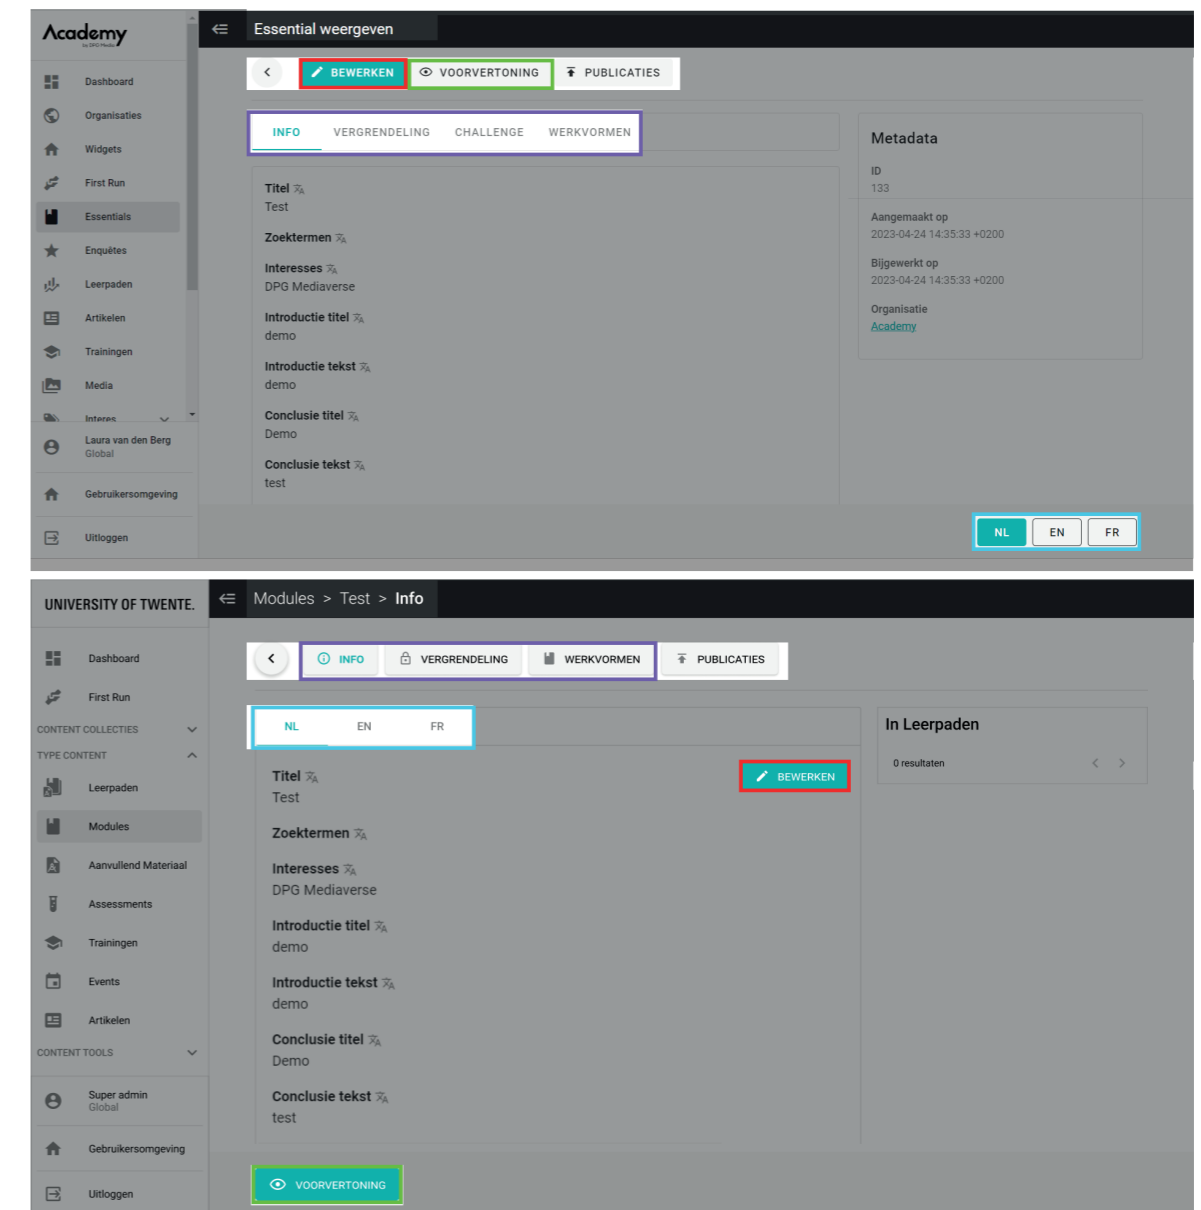 Academy
by DPG Media
Essential weergeven
BEWERKEN
VOORVERTONING
PUBLICATIES
Dashboard
Organisaties
Widgets
First Run
Essentials
Enquêtes
Leerpaden
Artikelen
Trainingen
Media
Interes
Laura van den Berg
Global
Gebruikersomgeving
Uitloggen
INFO VERGRENDELING CHALLENGE WERKVORMEN
Titel
Test
Zoektermen
Interesses
DPG Mediaverse
Introductie titel
demo
Introductie tekst
demo
Conclusie titel
Demo
Conclusie tekst
test
Metadata
ID
133
Aangemaakt op
2023-04-24 14:35:33 +0200
Bijgewerkt op
2023-04-24 14:35:33 +0200
Organisatie
Academy
NL EN FR
UNIVERSITY OF TWENTE.
Modules > Test > Info
Dashboard
First Run
CONTENT COLLECTIES
TYPE CONTENT
Leerpaden
Modules
Aanvullend Materiaal
Assessments
Trainingen
Events
Artikelen
CONTENT TOOLS
Super admin
Global
Gebruikersomgeving
Uitloggen
INFO VERGRENDELING WERKVORMEN PUBLICATIES
NL EN FR
BEWERKEN
Titel
Test
Zoektermen
Interesses
DPG Mediaverse
Introductie titel
demo
Introductie tekst
demo
Conclusie titel
Demo
Conclusie tekst
test
In Leerpaden
0 resultaten
VOORVERTONING